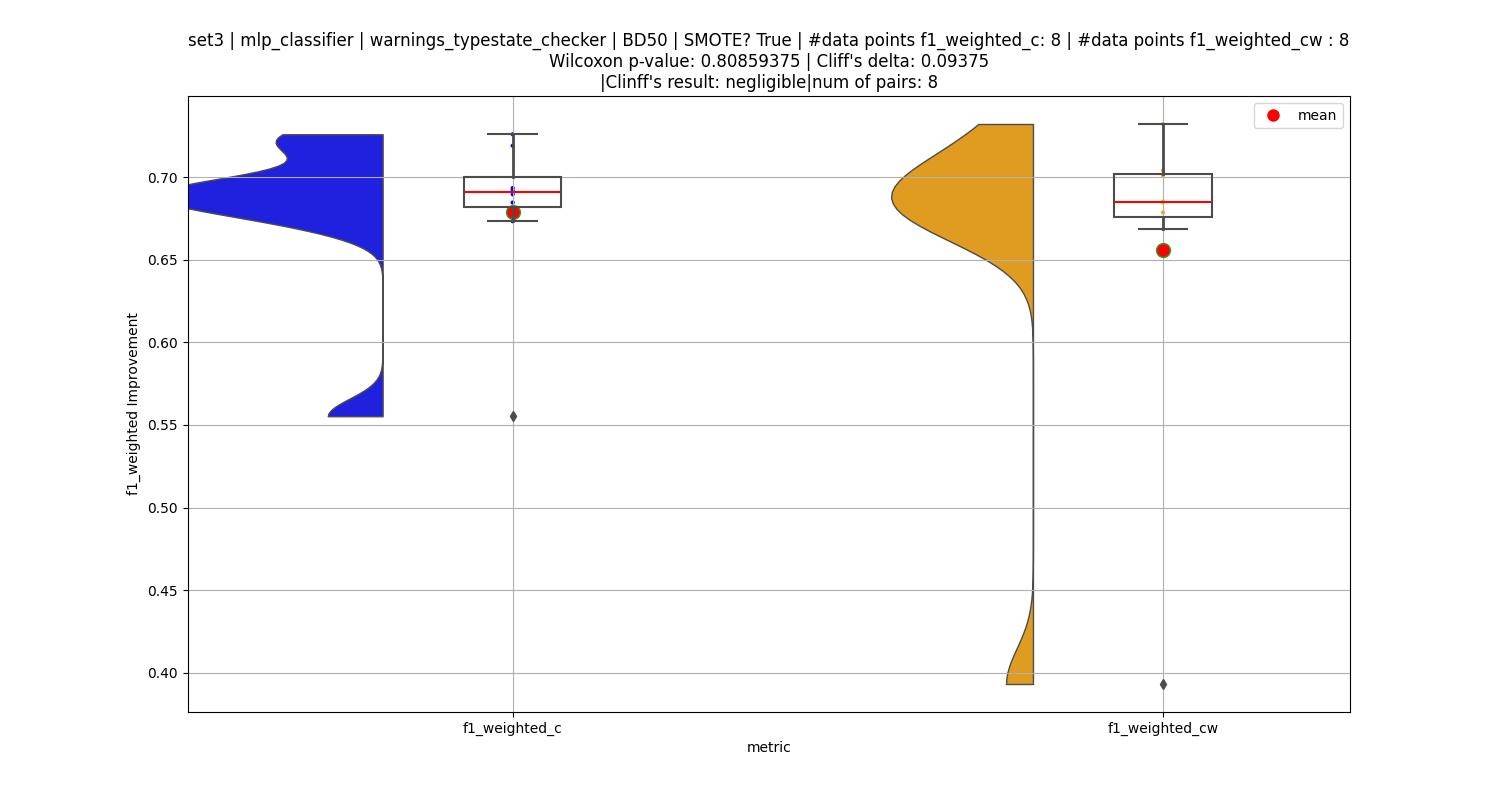 set3 | mlp_classifier | warnings_typestate_checker | BD50 | SMOTE? True | #data points f1_weighted_c: 8 | #data points f1_weighted_cw : 8
Wilcoxon p-value: 0.80859375 | Cliff's delta: 0.09375
|Clinff's result: negligible|num of pairs: 8
mean
0.70
0.65
0.60
0.55
0.50
0.45
0.40
f1_weighted Improvement
f1_weighted_c
f1_weighted_cw
metric